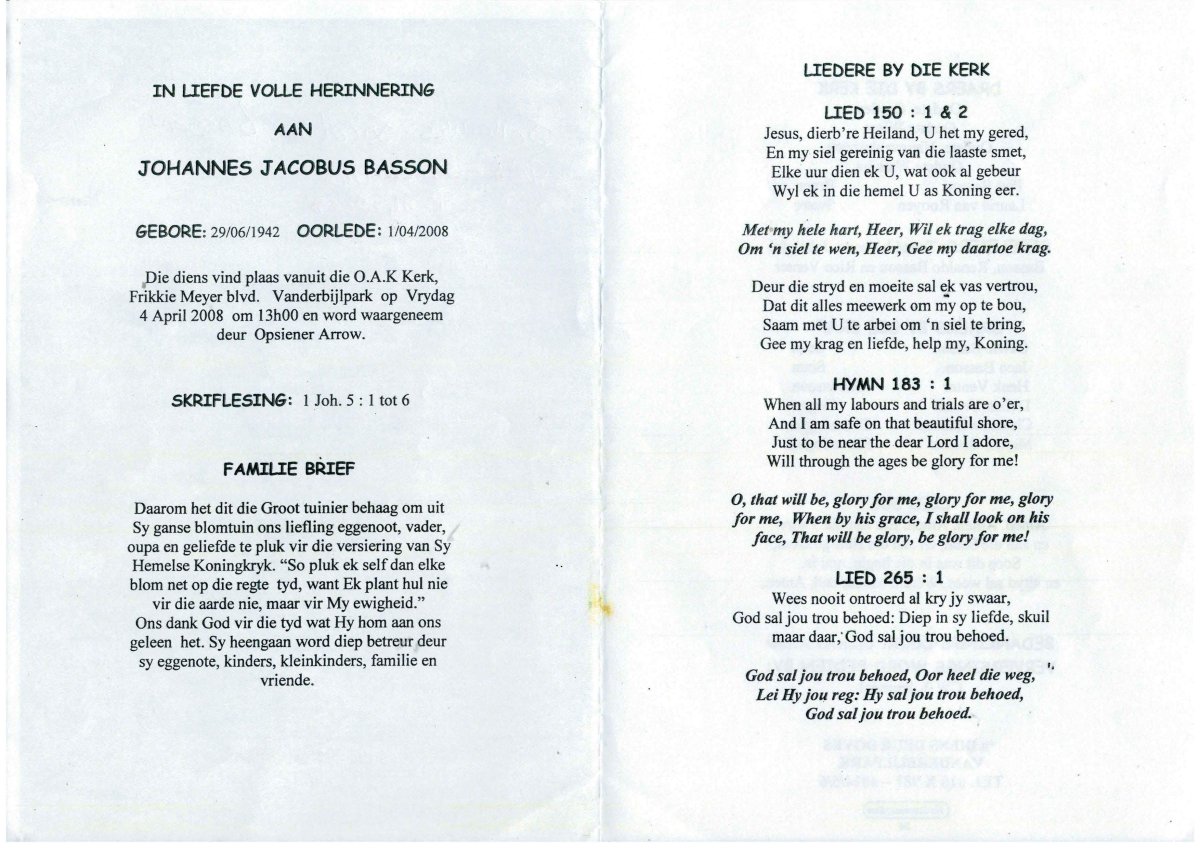 IN LIEFDE VOLLE HERINNERING
AAN
JOHANNES JACOBUS BASSON
GEBORE: 29/06/1942 OORLEDE: 1/04/2008
Die diens vind plaas vanuit die O.A.K Kerk,
Frikkie Meyer blvd. Vanderbijlpark op Vrydag
4 April 2008 om 13h00 en word waargeneem
deur Opsiener Arrow.
SKRIFLESING: 1 Joh. 5 : 1 tot 6
FAMILIE BRIEF
Daarom het dit die Groot tuinier behaag om uit
Sy ganse blomtuin ons liefling eggenoot, vader,
oupa en geliefde te pluk vir die versiering van Sy
Hemelse Koningkryk. “So pluk ek self dan elke
blom net op die regte tyd, want Ek plant hul nie
vir die aarde nie, maar vir My ewigheid.”
Ons dank God vir die tyd wat Hy hom aan ons
geleen het. Sy heengaan word diep betreur deur
sy eggenote, kinders, kleinkinders, familie en
vriende.
LIEDERE BY DIE KERK
LIED 150 : 1 & 2
Jesus, dierb’re Heiland, U het my gered,
En my siel gereinig van die laaste smet,
Elke uur dien ek U, wat ook al gebeur
Wyl ek in die hemel U as Koning eer.
Met my hele hart, Heer, Wil ek trag elke dag,
Om ‘n siel te wen, Heer, Gee my daartoe krag.
Deur die stryd en moeite sal ek vas vertrou,
Dat dit alles meewerk om my op te bou,
Saam met U te arbei om ‘n siel te bring,
Gee my krag en liefde, help my, Koning.
HYMN 183 : 1
When all my labours and trials are o’er,
And I am safe on that beautiful shore,
Just to be near the dear Lord I adore,
Will through the ages be glory for me!
O, that will be, glory for me, glory for me, glory
for me, When by his grace, I shall look on his
face, That will be glory, be glory for me!
LIED 265 : 1
Wees nooit ontroerd al kry jy swaar,
God sal jou trou behoed: Diep in sy liefde, skuil
maar daar, God sal jou trou behoed.
God sal jou trou behoed, Oor heel die weg,
Lei Hy jou reg: Hy sal jou trou behoed,
God sal jou trou behoed.